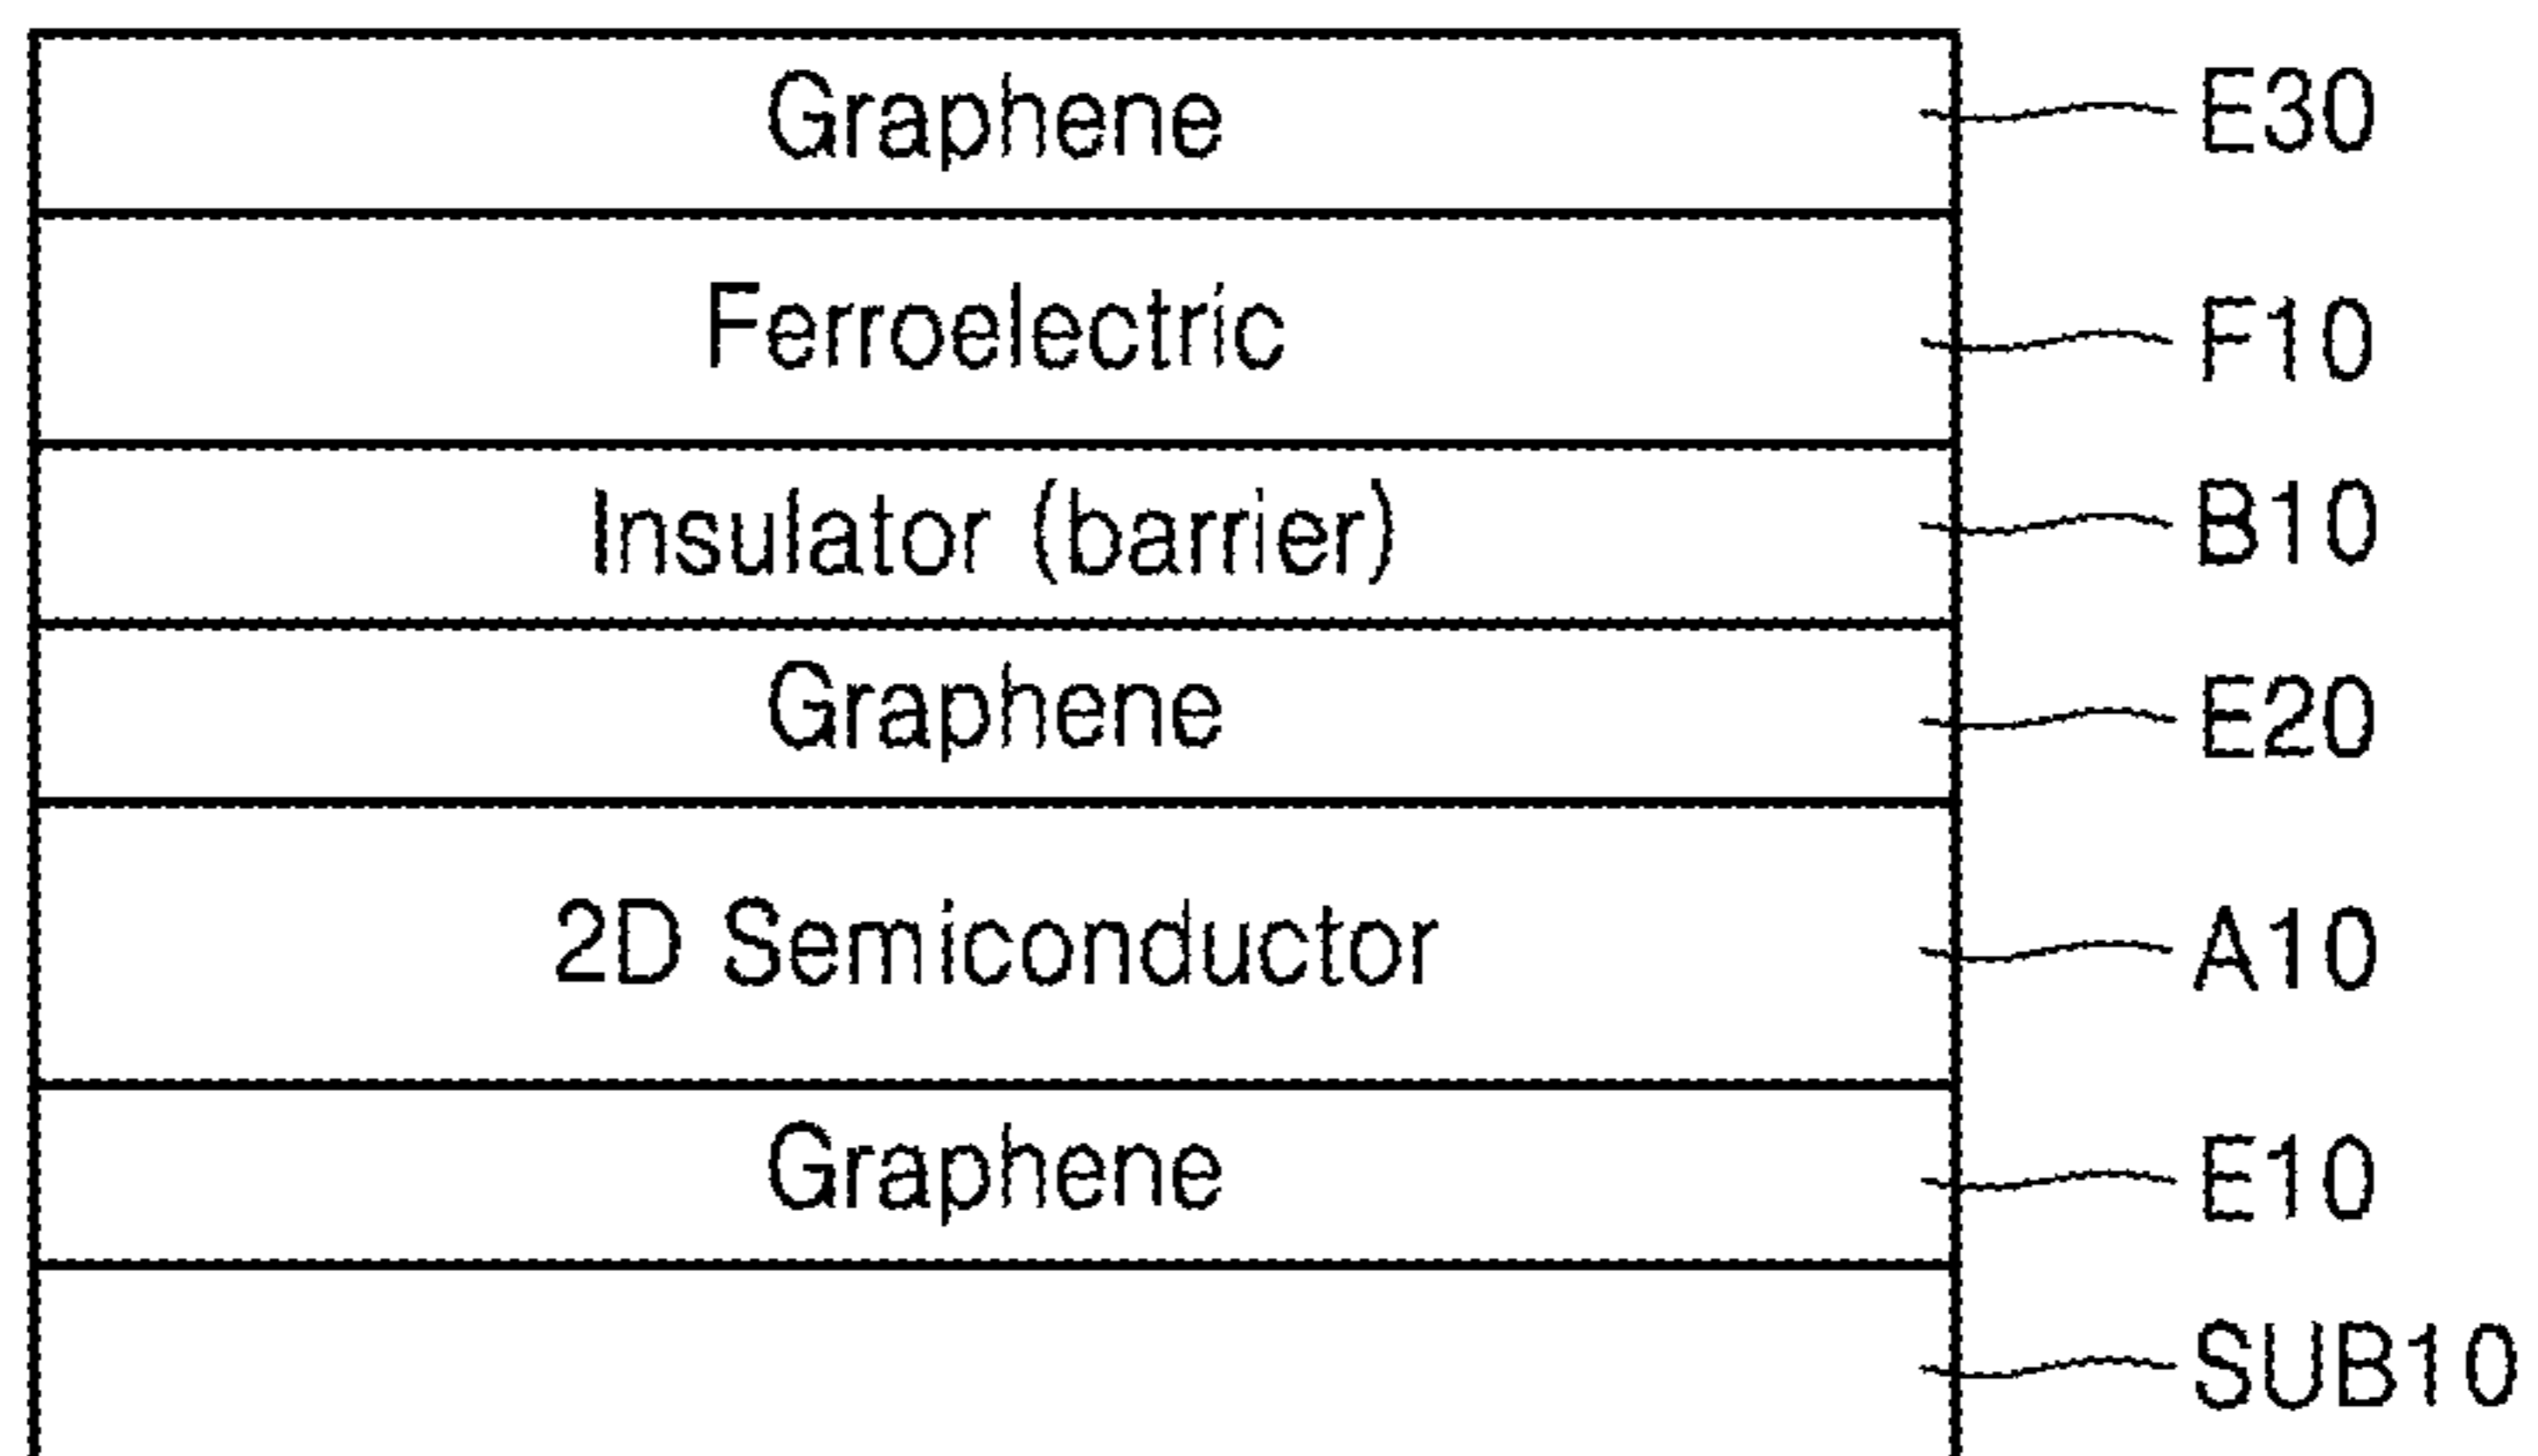 Graphene E30
Ferroelectric F10
Insulator (barrier) B10
Graphene E20
2D Semiconductor A10
Graphene E10
SUB10